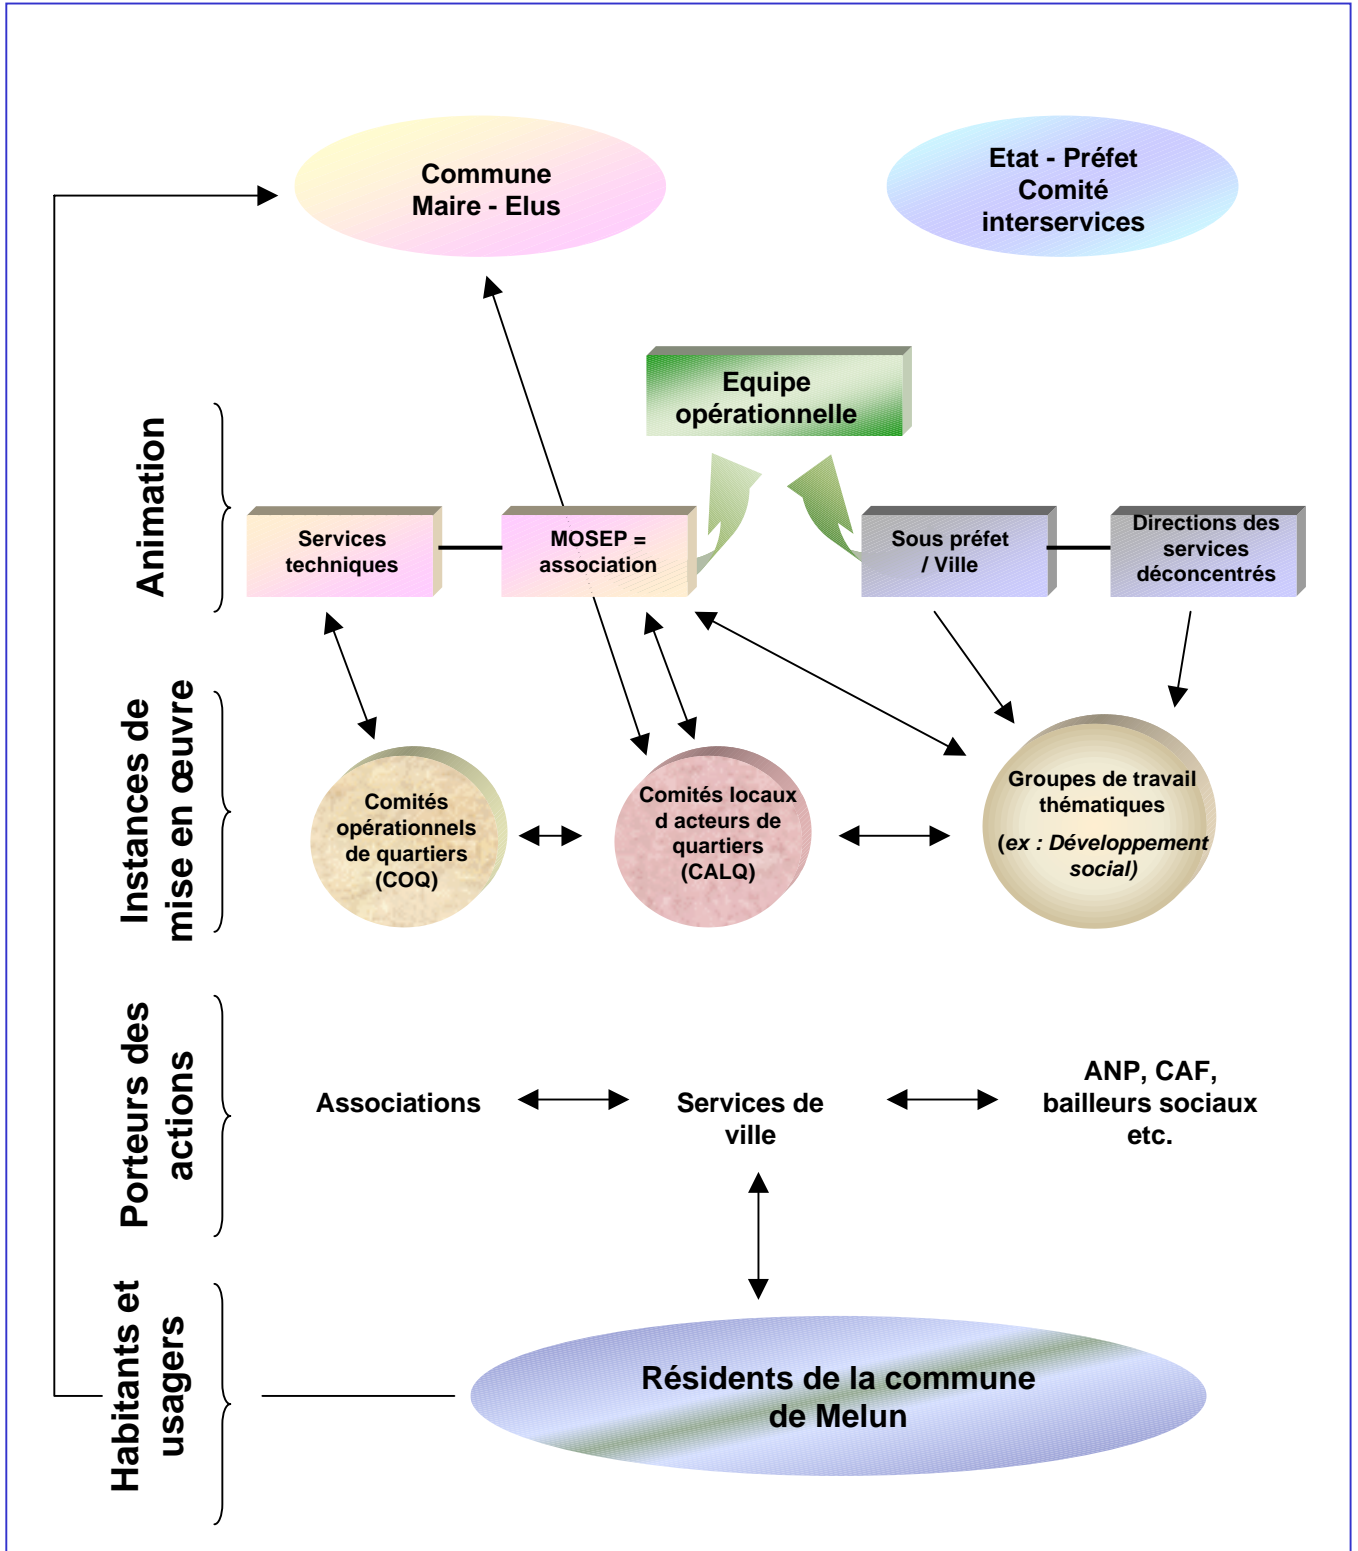 Commune
Maire - Elus
Etat - Préfet
Comité
interservices
Equipe
opérationnelle
Animation
Services
techniques
MOSEP =
association
Sous préfet
/ Ville
Directions des
services
déconcentrés
Instances de
mise en œuvre
Comités
opérationnels
de quartiers
(COQ)
Comités locaux
d acteurs de
quartiers
(CALQ)
Groupes de travail
thématiques
(ex : Développement
social)
Porteurs des
actions
Associations
Services de
ville
ANP, CAF,
bailleurs sociaux
etc.
Habitants et
usagers
Résidents de la commune
de Melun